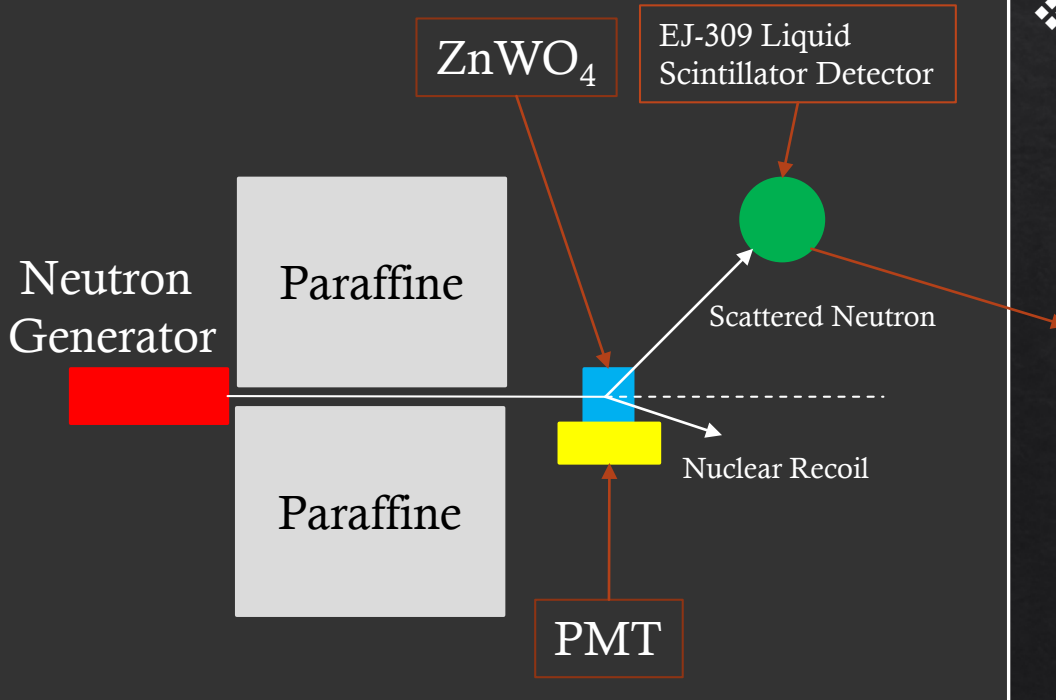 ZnWO₄
EJ-309 Liquid
Scintillator Detector
Neutron
Generator
Paraffine
Scattered Neutron
Nuclear Recoil
Paraffine
PMT